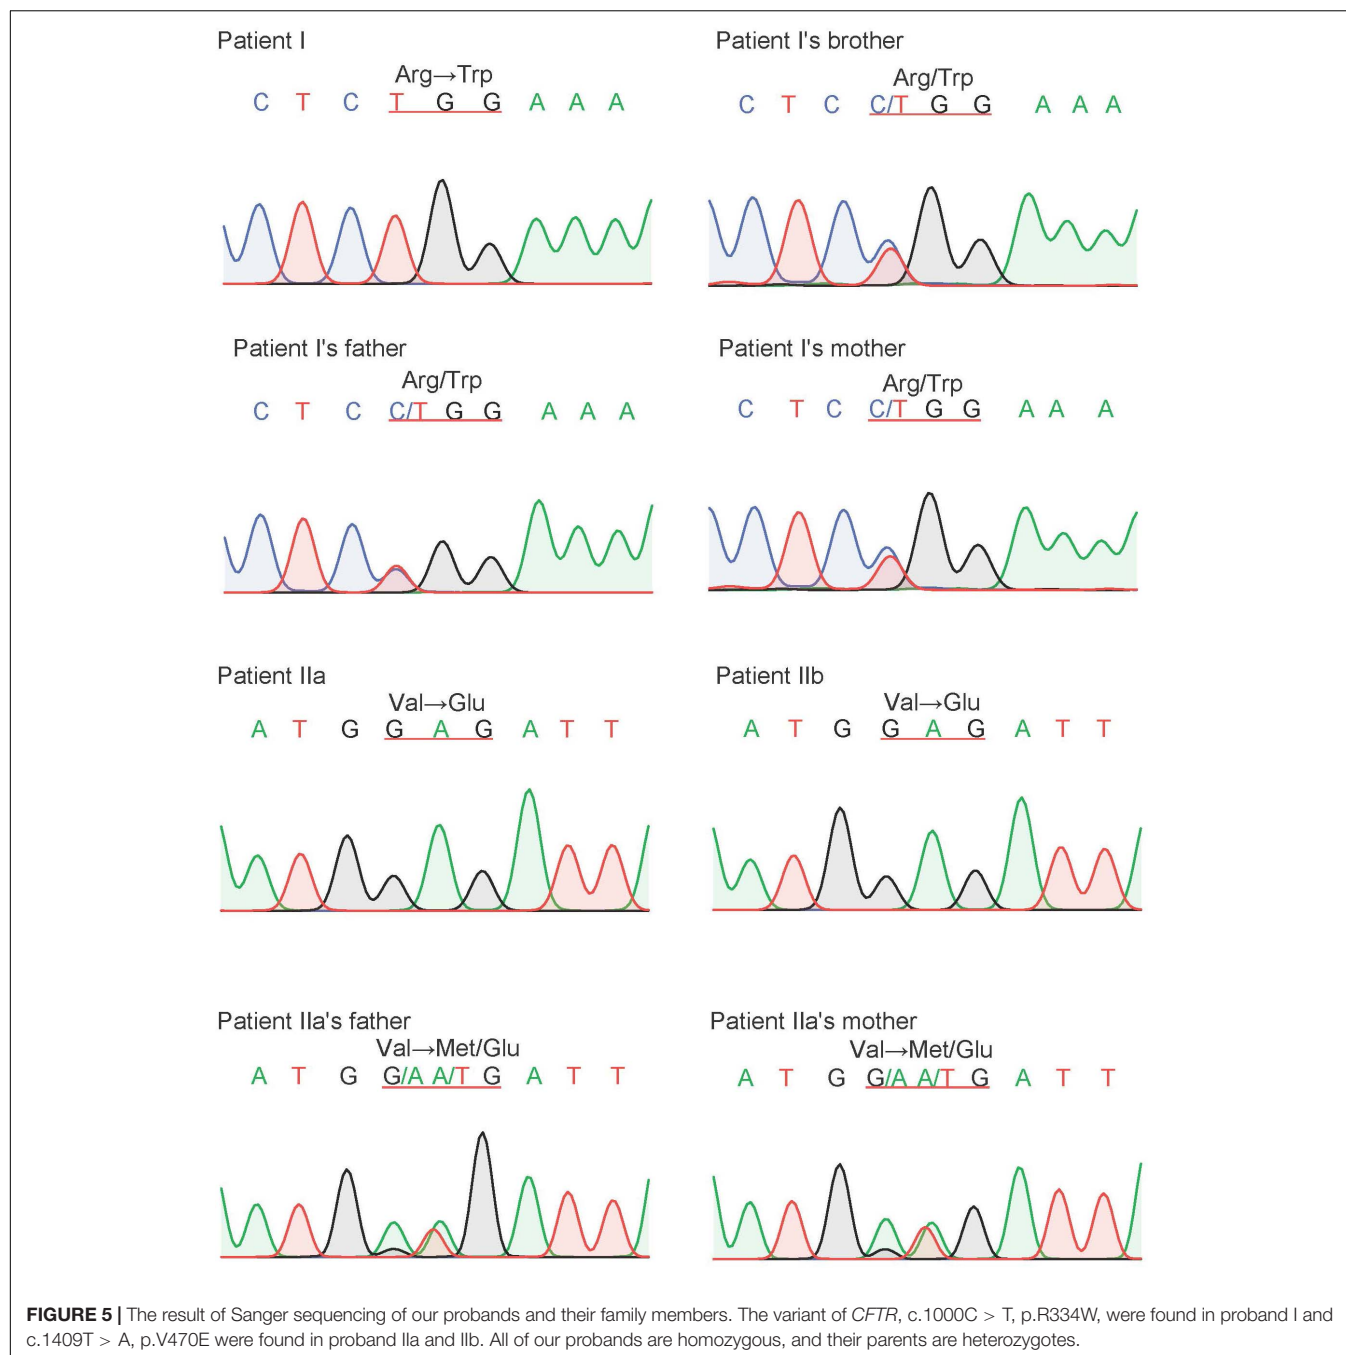 Patient I
Arg→Trp
C T C T G G A A A
Patient I's brother
Arg/Trp
C T C C/T G G A A A
Patient I's father
Arg/Trp
C T C C/T G G A A A
Patient I's mother
Arg/Trp
C T C C/T G G A A A
Patient IIa
Val→Glu
A T G G A G A T T
Patient IIb
Val→Glu
A T G G A G A T T
Patient IIa's father
Val→Met/Glu
A T G G/A A/T G A T T
Patient IIa's mother
Val→Met/Glu
A T G G/A A/T G A T T
FIGURE 5 | The result of Sanger sequencing of our probands and their family members. The variant of CFTR, c.1000C > T, p.R334W, were found in proband I and
c.1409T > A, p.V470E were found in proband IIa and IIb. All of our probands are homozygous, and their parents are heterozygotes.